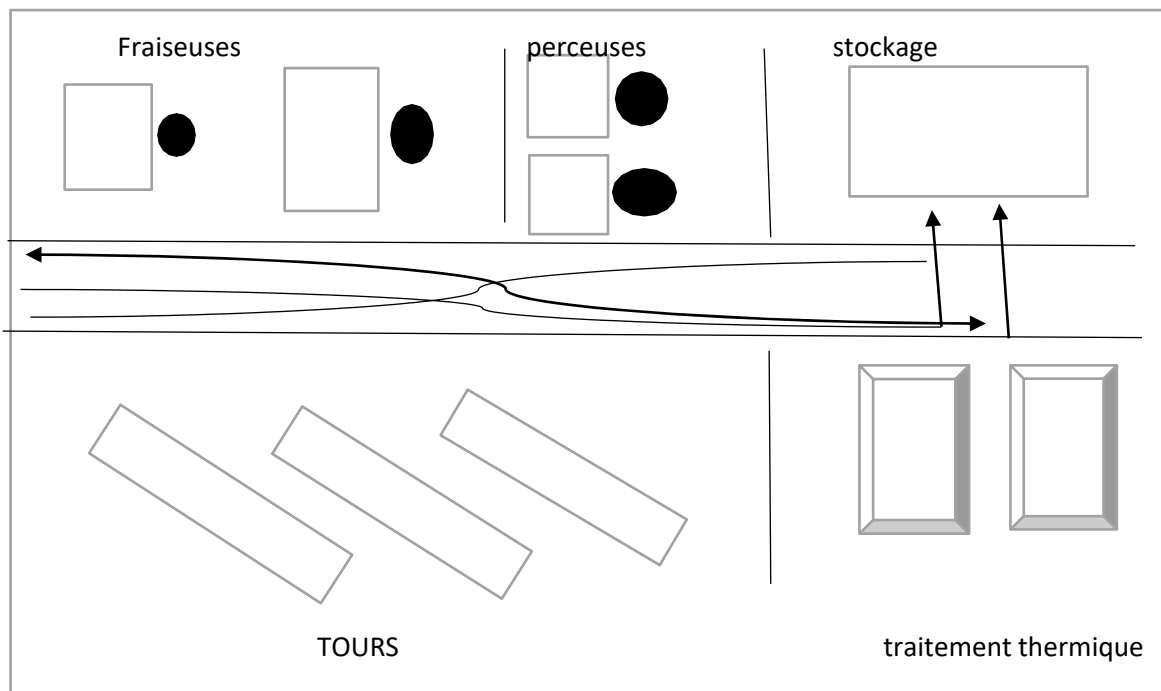 Fraiseuses
perceuses
stockage
TOURS
traitement thermique